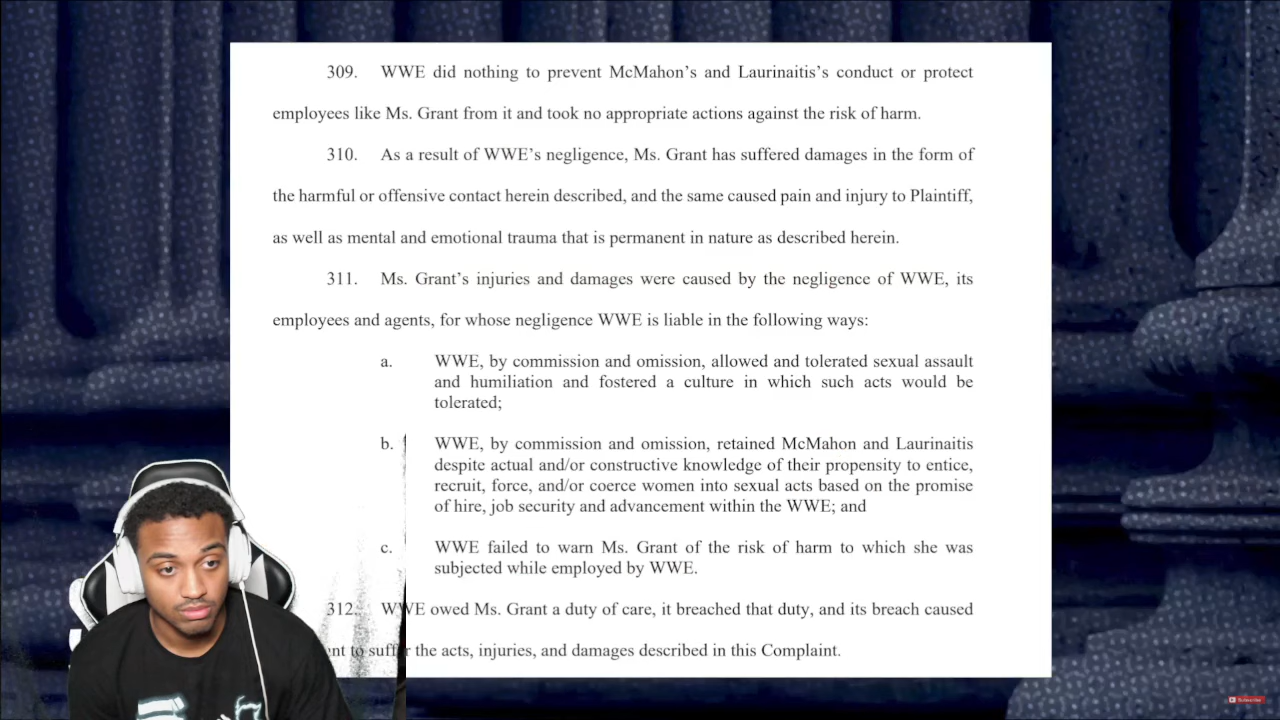 309. WWE did nothing to prevent McMahon's and Laurinaitis's conduct or protect
employees like Ms. Grant from it and took no appropriate actions against the risk of harm.
310. As a result of WWE's negligence, Ms. Grant has suffered damages in the form of
the harmful or offensive contact herein described, and the same caused pain and injury to Plaintiff,
as well as mental and emotional trauma that is permanent in nature as described herein.
311. Ms. Grant's injuries and damages were caused by the negligence of WWE, its
employees and agents, for whose negligence WWE is liable in the following ways:
a. WWE, by commission and omission, allowed and tolerated sexual assault
and humiliation and fostered a culture in which such acts would be
tolerated;
b. WWE, by commission and omission, retained McMahon and Laurinaitis
despite actual and/or constructive knowledge of their propensity to entice,
recruit, force, and/or coerce women into sexual acts based on the promise
of hire, job security and advancement within the WWE; and
c. WWE failed to warn Ms. Grant of the risk of harm to which she was
subjected while employed by WWE.
312. WWE owed Ms. Grant a duty of care, it breached that duty, and its breach caused
to suffer the acts, injuries, and damages described in this Complaint.
Subscribe